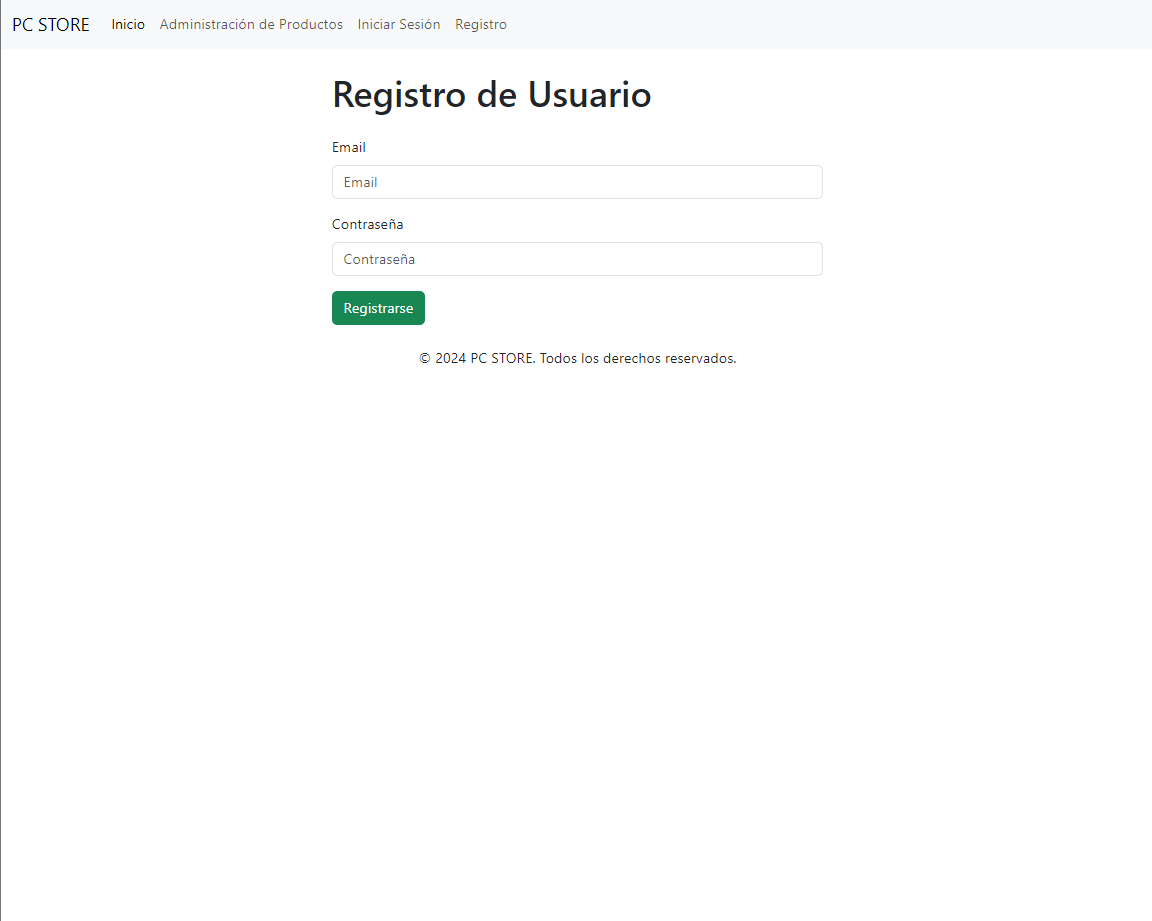 PC STORE Inicio Administración de Productos Iniciar Sesión Registro
Registro de Usuario
Email
Email
Contraseña
Contraseña
Registrarse
© 2024 PC STORE. Todos los derechos reservados.